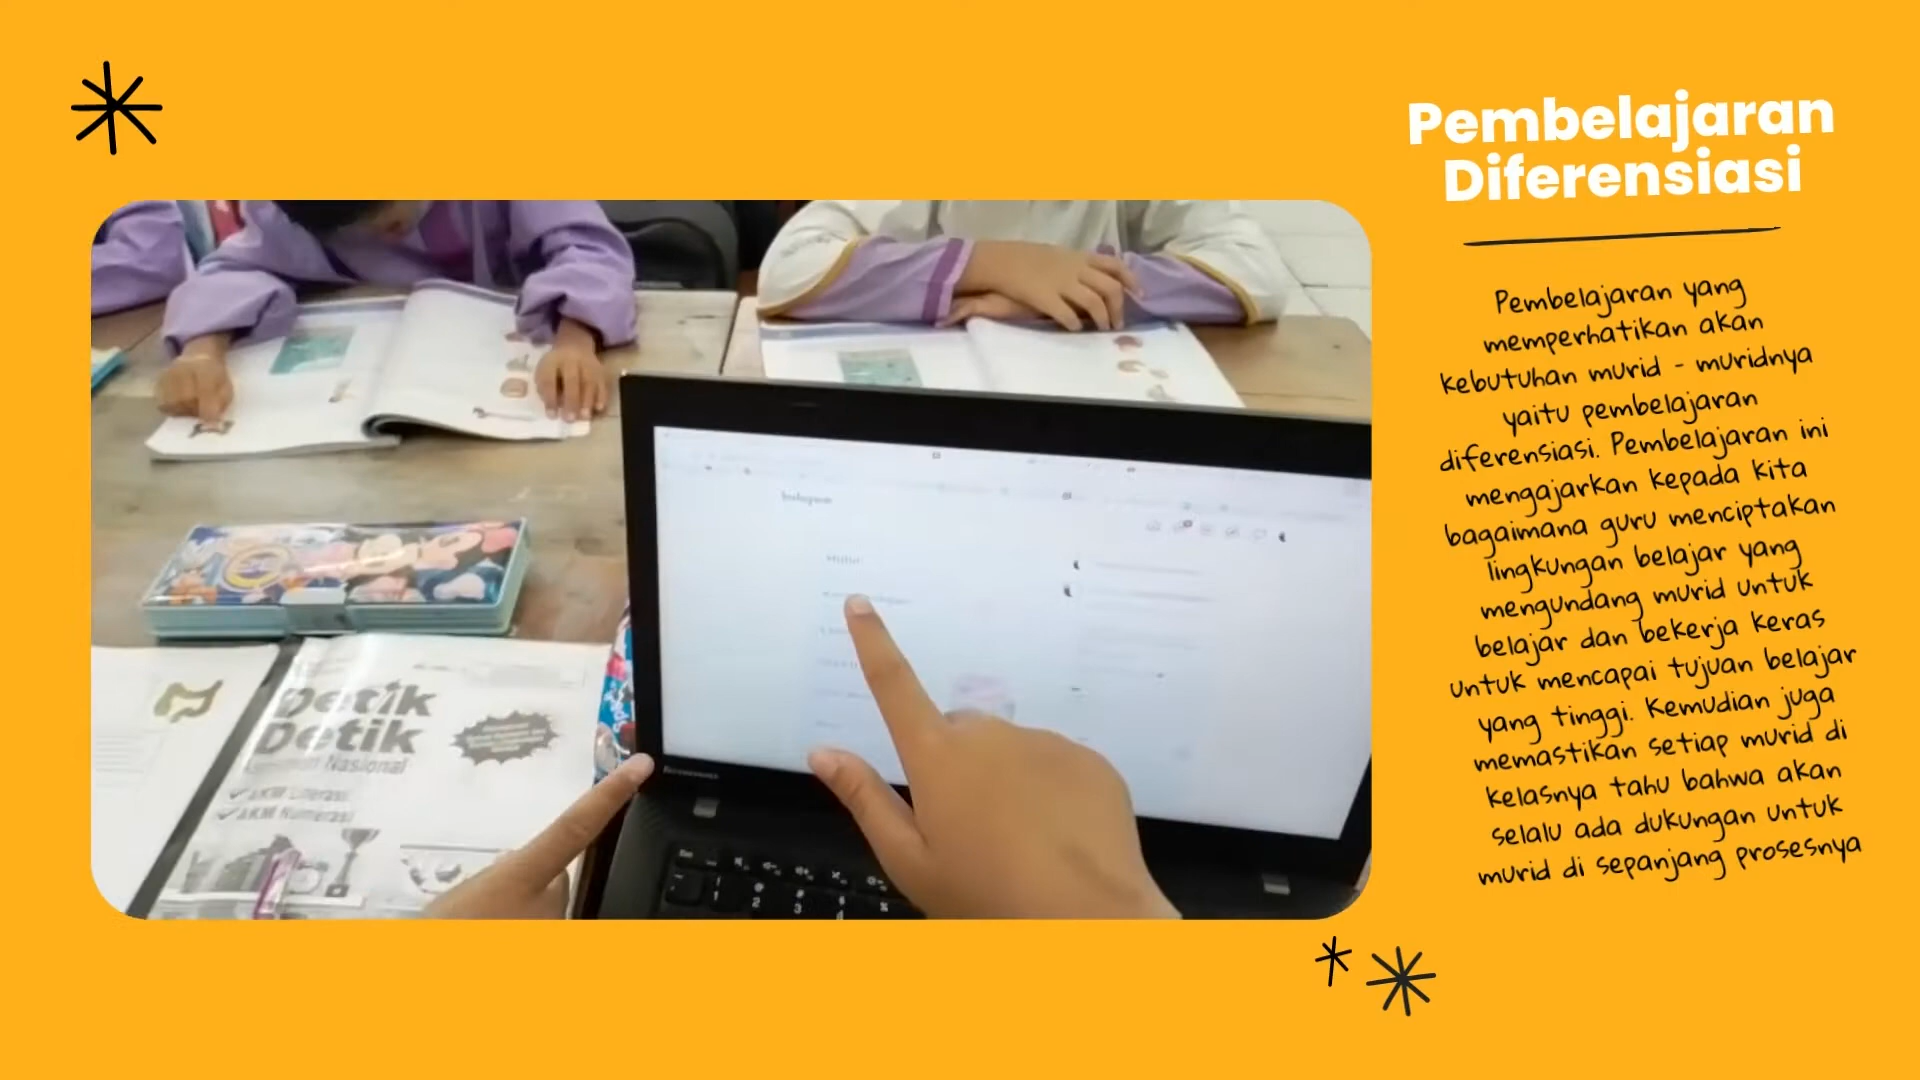 Pembelajaran
Diferensiasi
Pembelajaran yang
memperhatikan akan
kebutuhan murid - muridnya
yaitu pembelajaran
diferensiasi. Pembelajaran ini
mengajarkan kepada kita
bagaimana guru menciptakan
lingkungan belajar yang
mengundang murid untuk
belajar dan bekerja keras
untuk mencapai tujuan belajar
yang tinggi. Kemudian juga
memastikan setiap murid di
kelasnya tahu bahwa akan
selalu ada dukungan untuk
murid di sepanjang prosesnya
Detik
Detik
Nasional
AKM Literasi
AKM Numerasi